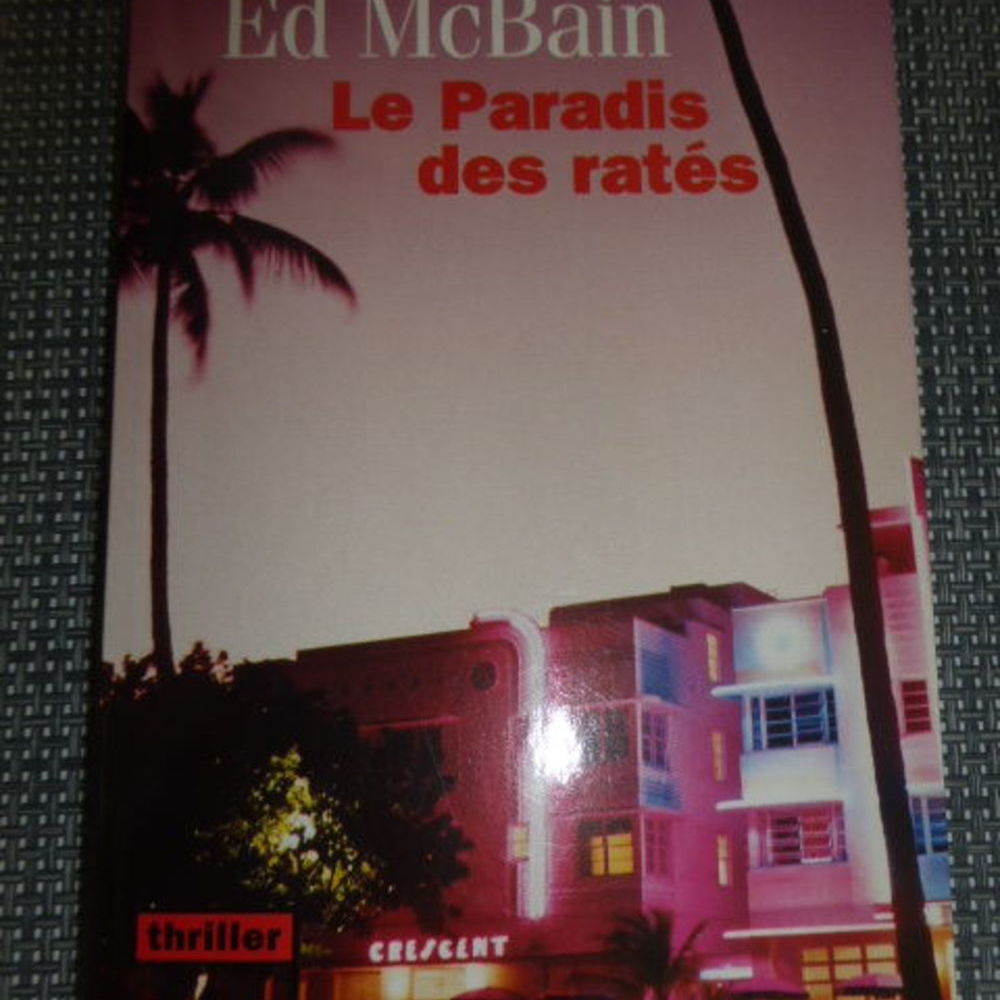 Ed McBain
Le Paradis
des ratés
thriller
CRESCENT